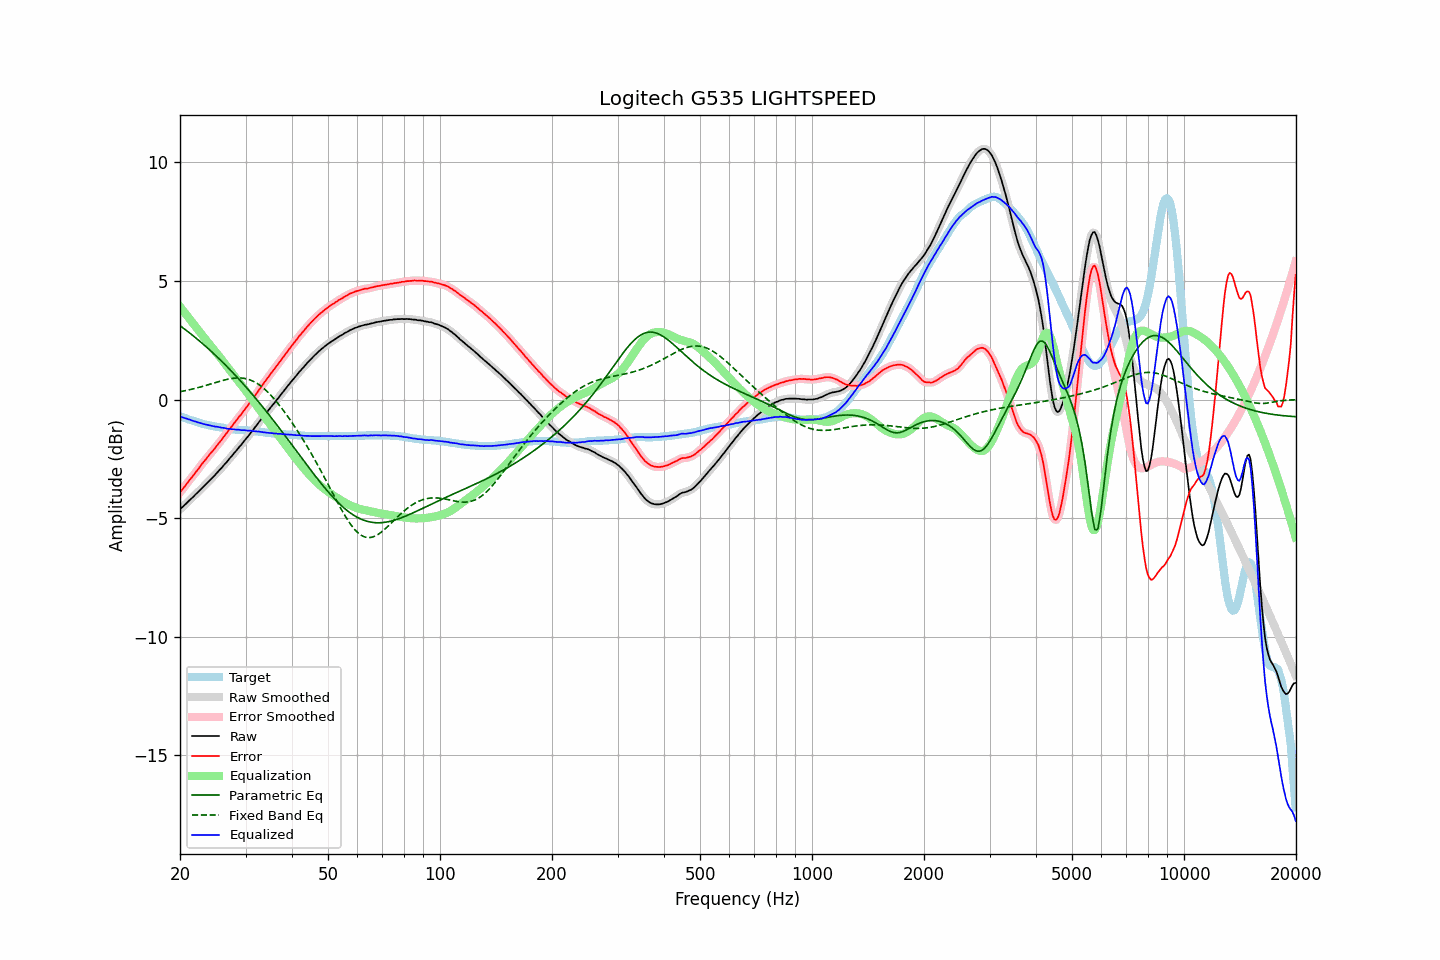 Logitech G535 LIGHTSPEED
Amplitude (dBr)
10
5
0
−5
−10
−15
Target
Raw Smoothed
Error Smoothed
Raw
Error
Equalization
Parametric Eq
Fixed Band Eq
Equalized
20 50 100 200 500 1000 2000 5000 10000 20000
Frequency (Hz)